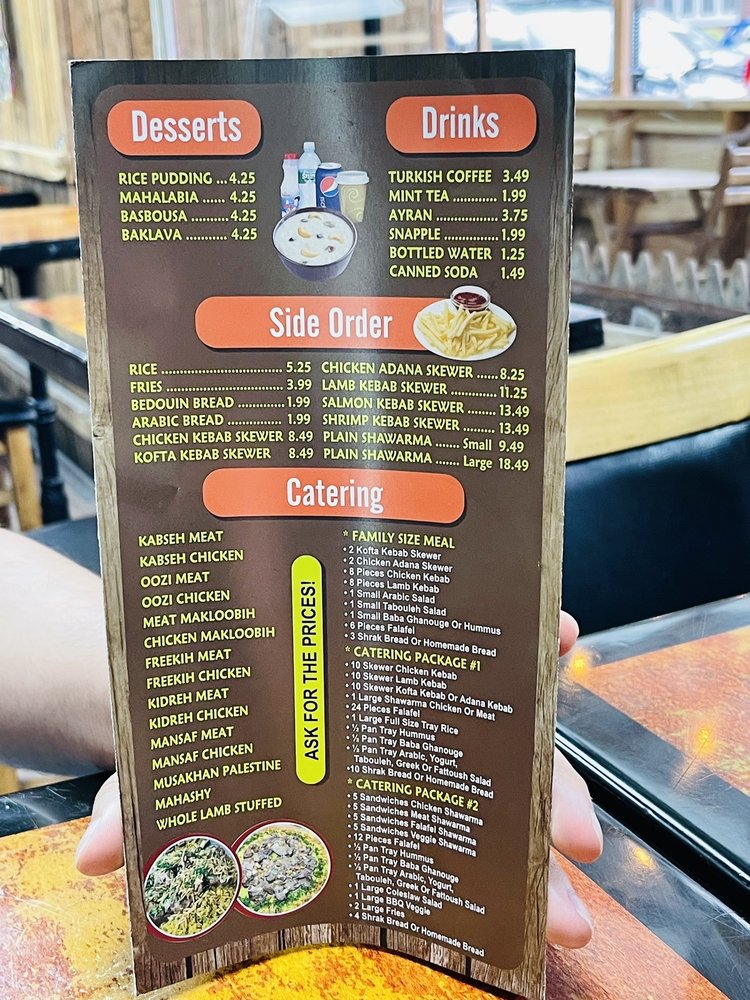 Desserts
RICE PUDDING ... 4.25
MAHALABIA ...... 4.25
BASBOUSA .......... 4.25
BAKLAVA ............ 4.25
Drinks
TURKISH COFFEE 3.49
MINT TEA ............ 1.99
AYRAN ................ 3.75
SNAPPLE ............... 1.99
BOTTLED WATER 1.25
CANNED SODA 1.49
Side Order
RICE ................................ 5.25
FRIES ............................... 3.99
BEDOUIN BREAD ............ 1.99
ARABIC BREAD ............... 1.99
CHICKEN KEBAB SKEWER 8.49
KOFTA KEBAB SKEWER 8.49
CHICKEN ADANA SKEWER ...... 8.25
LAMB KEBAB SKEWER ............. 11.25
SALMON KEBAB SKEWER ........ 13.49
SHRIMP KEBAB SKEWER ......... 13.49
PLAIN SHAWARMA ....... Small 9.49
PLAIN SHAWARMA ....... Large 18.49
Catering
KABSEH MEAT
KABSEH CHICKEN
OOZI MEAT
OOZI CHICKEN
MEAT MAKLOOBIH
CHICKEN MAKLOOBIH
FREEKIH MEAT
FREEKIH CHICKEN
KIDREH MEAT
KIDREH CHICKEN
MANSAF MEAT
MANSAF CHICKEN
MUSAKHAN PALESTINE
MAHASHY
WHOLE LAMB STUFFED
ASK FOR THE PRICES!
* FAMILY SIZE MEAL
• 2 Kofta Kebab Skewer
• 2 Chicken Adana Skewer
• 8 Pieces Chicken Kebab
• 8 Pieces Lamb Kebab
• 1 Small Arabic Salad
• 1 Small Tabouleh Salad
• 1 Small Baba Ghanouge Or Hummus
• 6 Pieces Falafel
• 3 Shrak Bread Or Homemade Bread
* CATERING PACKAGE #1
• 10 Skewer Chicken Kebab
• 10 Skewer Lamb Kebab
• 10 Skewer Kofta Kebab Or Adana Kebab
• 1 Large Shawarma Chicken Or Meat
• 24 Pieces Falafel
• 1 Large Full Size Tray Rice
• ½ Pan Tray Hummus
• ½ Pan Tray Baba Ghanouge
• ½ Pan Tray Arabic, Yogurt,
Tabouleh, Greek Or Fattoush Salad
• 10 Shrak Bread Or Homemade Bread
* CATERING PACKAGE #2
• 5 Sandwiches Chicken Shawarma
• 5 Sandwiches Meat Shawarma
• 5 Sandwiches Falafel Shawarma
• 5 Sandwiches Veggie Shawarma
• 12 Pieces Falafel
• ½ Pan Tray Hummus
• ½ Pan Tray Baba Ghanouge
• ½ Pan Tray Arabic, Yogurt,
Tabouleh, Greek Or Fattoush Salad
• 1 Large Coleslaw Salad
• 1 Large BBQ Veggie
• 2 Large Fries
• 4 Shrak Bread Or Homemade Bread